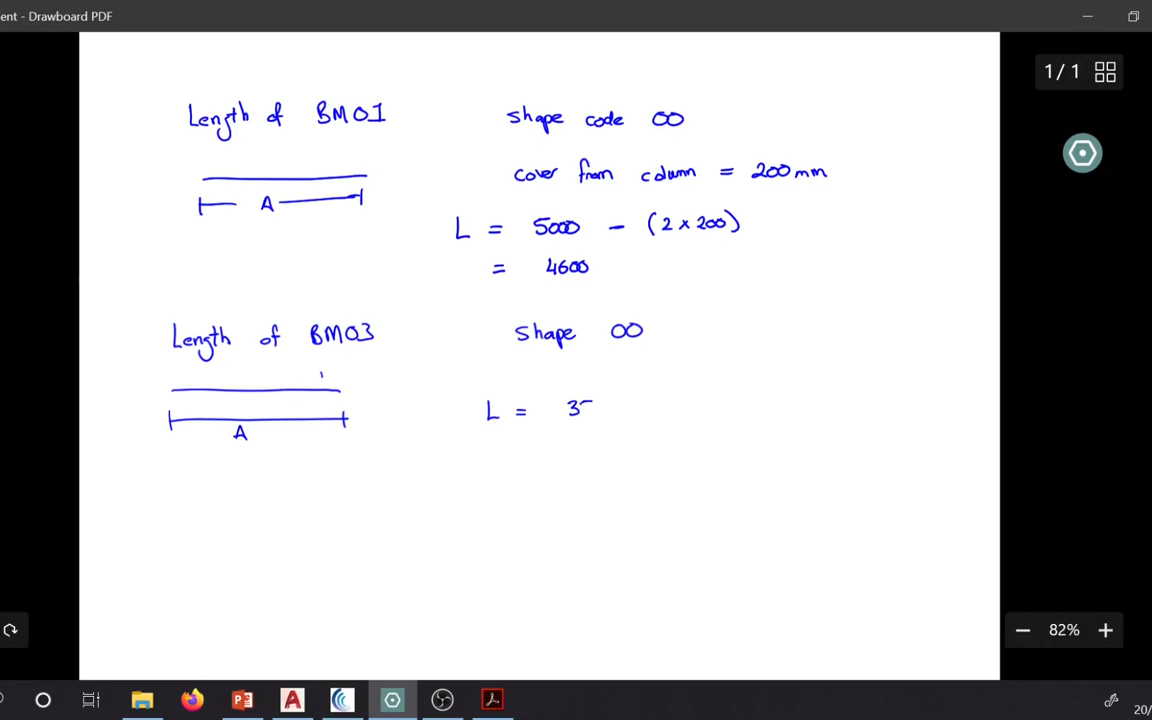 ent - Drawboard PDF
1 / 1
Length of BM01
shape code 00
cover from column = 200mm
A
L = 5000 - (2 x 200)
= 4600
Length of BM03
shape 00
A
L = 3
82%
20/